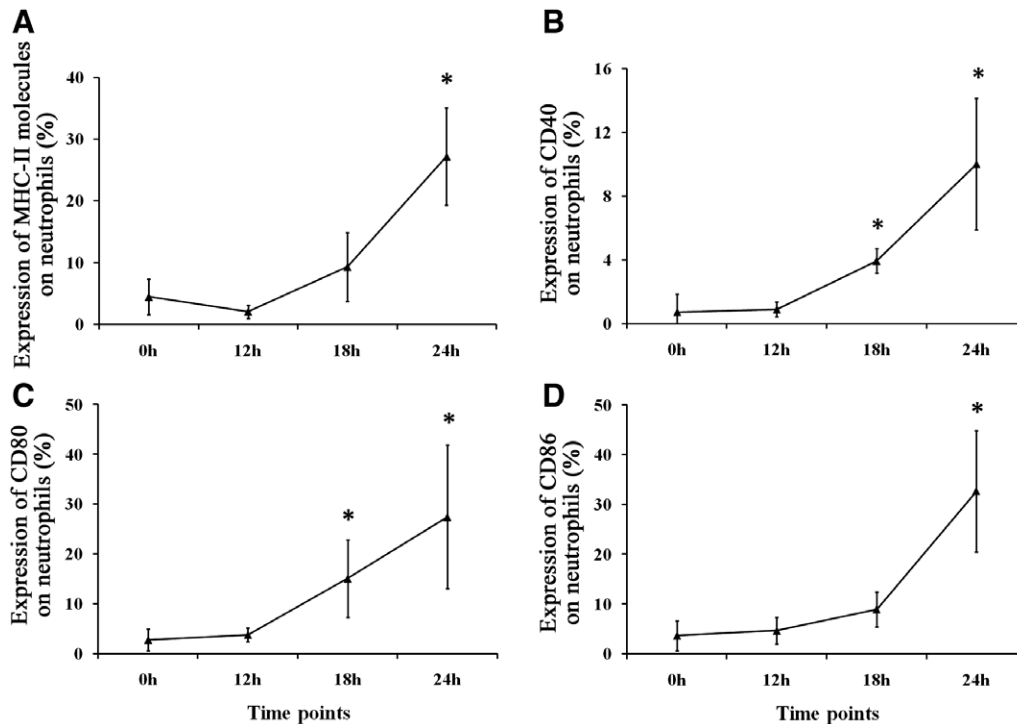 A
Expression of MHC-II molecules
on neutrophils (%)
40
30
20
10
0
*
0h 12h 18h 24h
B
Expression of CD40
on neutrophils (%)
16
12
8
4
0
*
*
0h 12h 18h 24h
C
Expression of CD80
on neutrophils (%)
50
40
30
20
10
0
*
*
0h 12h 18h 24h
Time points
D
Expression of CD86
on neutrophils (%)
50
40
30
20
10
0
*
0h 12h 18h 24h
Time points